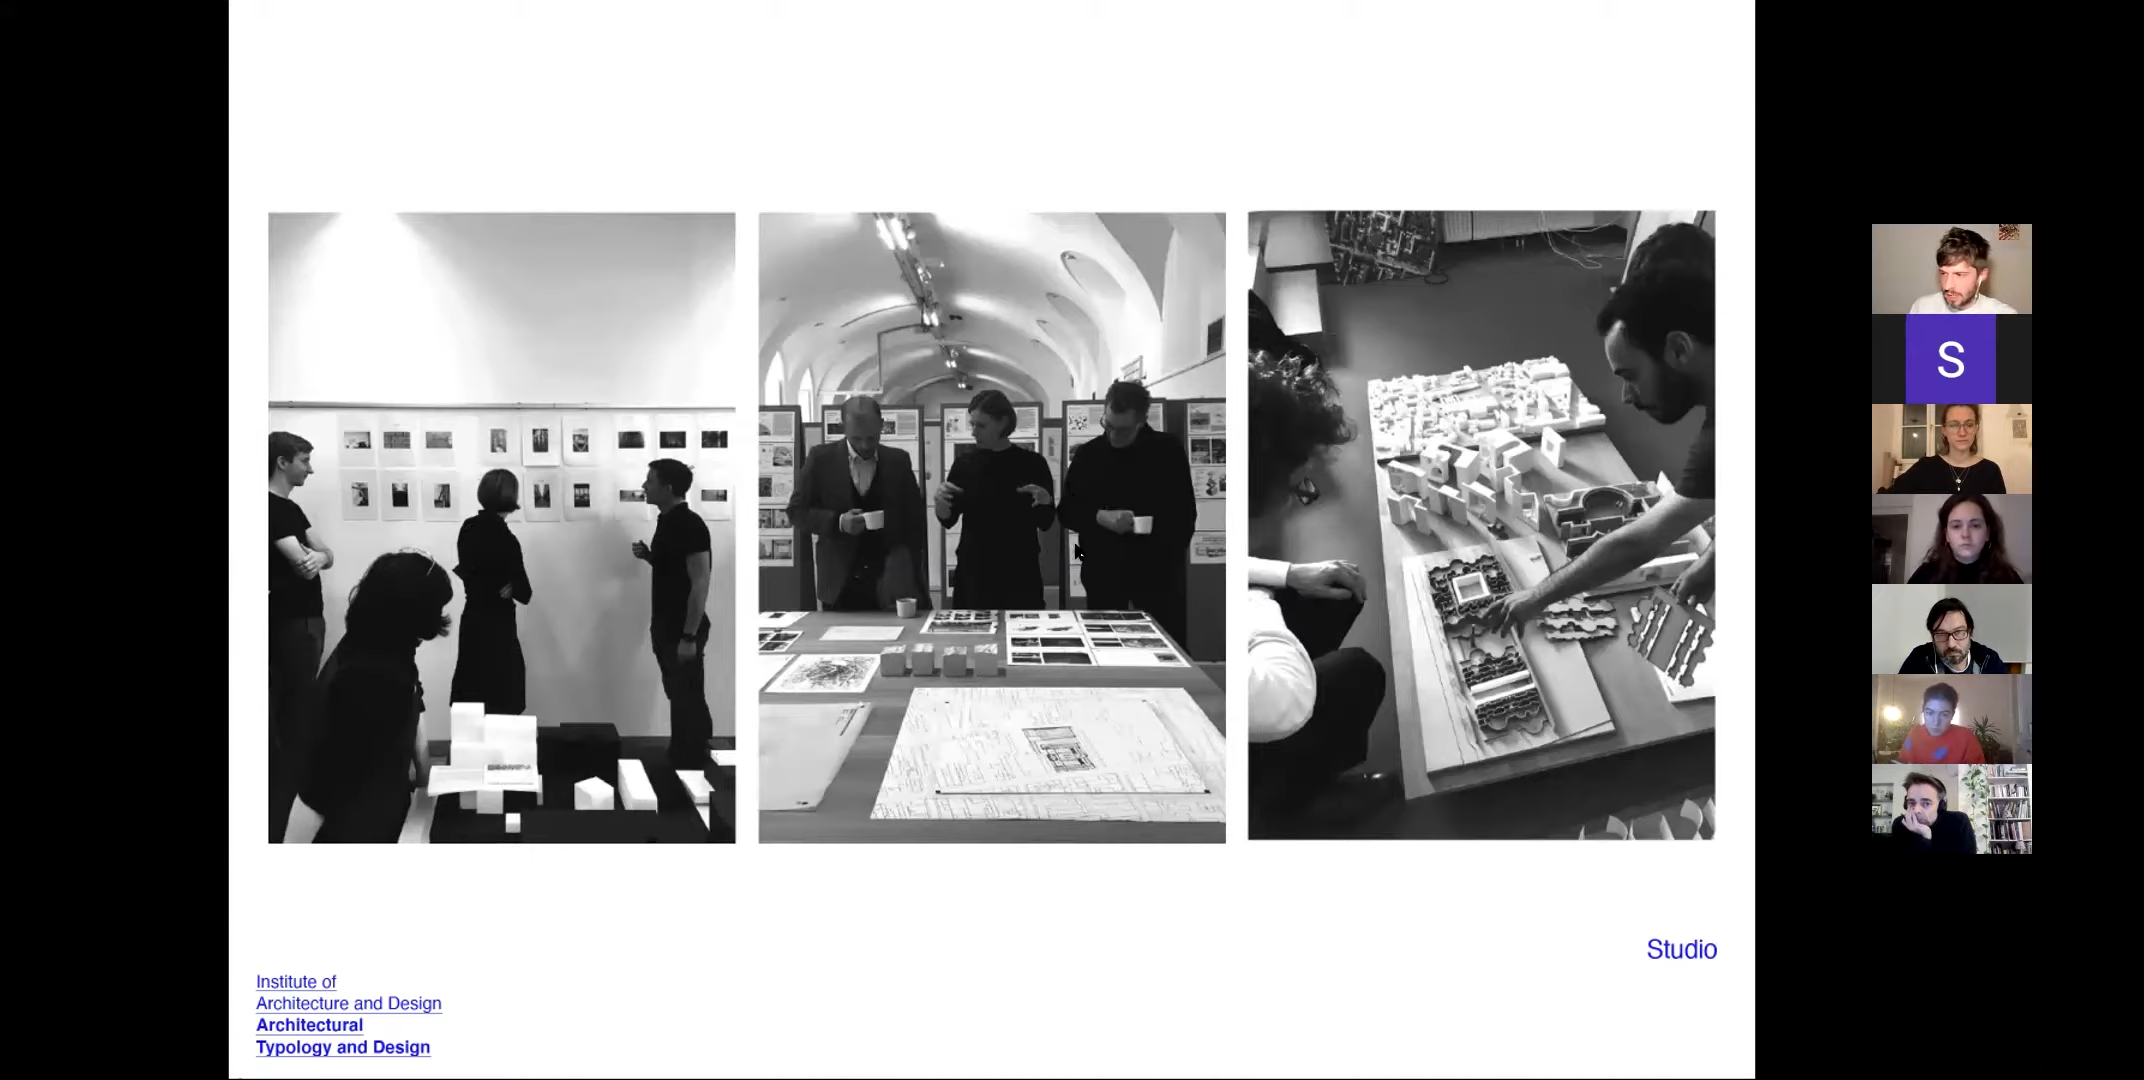 S
Studio
Institute of
Architecture and Design
Architectural
Typology and Design